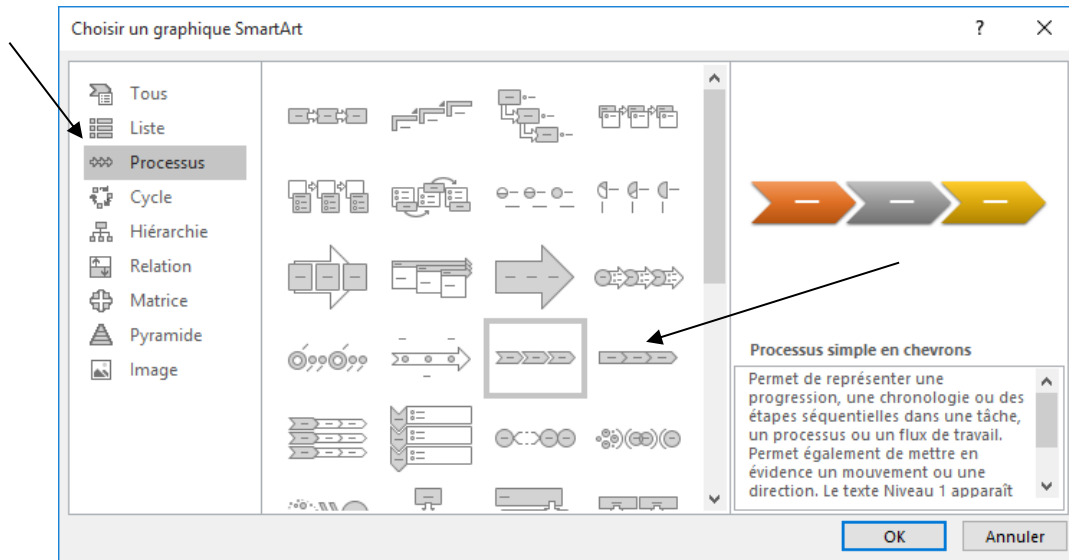 Choisir un graphique SmartArt
?
Tous
Liste
Processus
Cycle
Hiérarchie
Relation
Matrice
Pyramide
Image
Processus simple en chevrons
Permet de représenter une
progression, une chronologie ou des
étapes séquentielles dans une tâche,
un processus ou un flux de travail.
Permet également de mettre en
évidence un mouvement ou une
direction. Le texte Niveau 1 apparaît
OK
Annuler